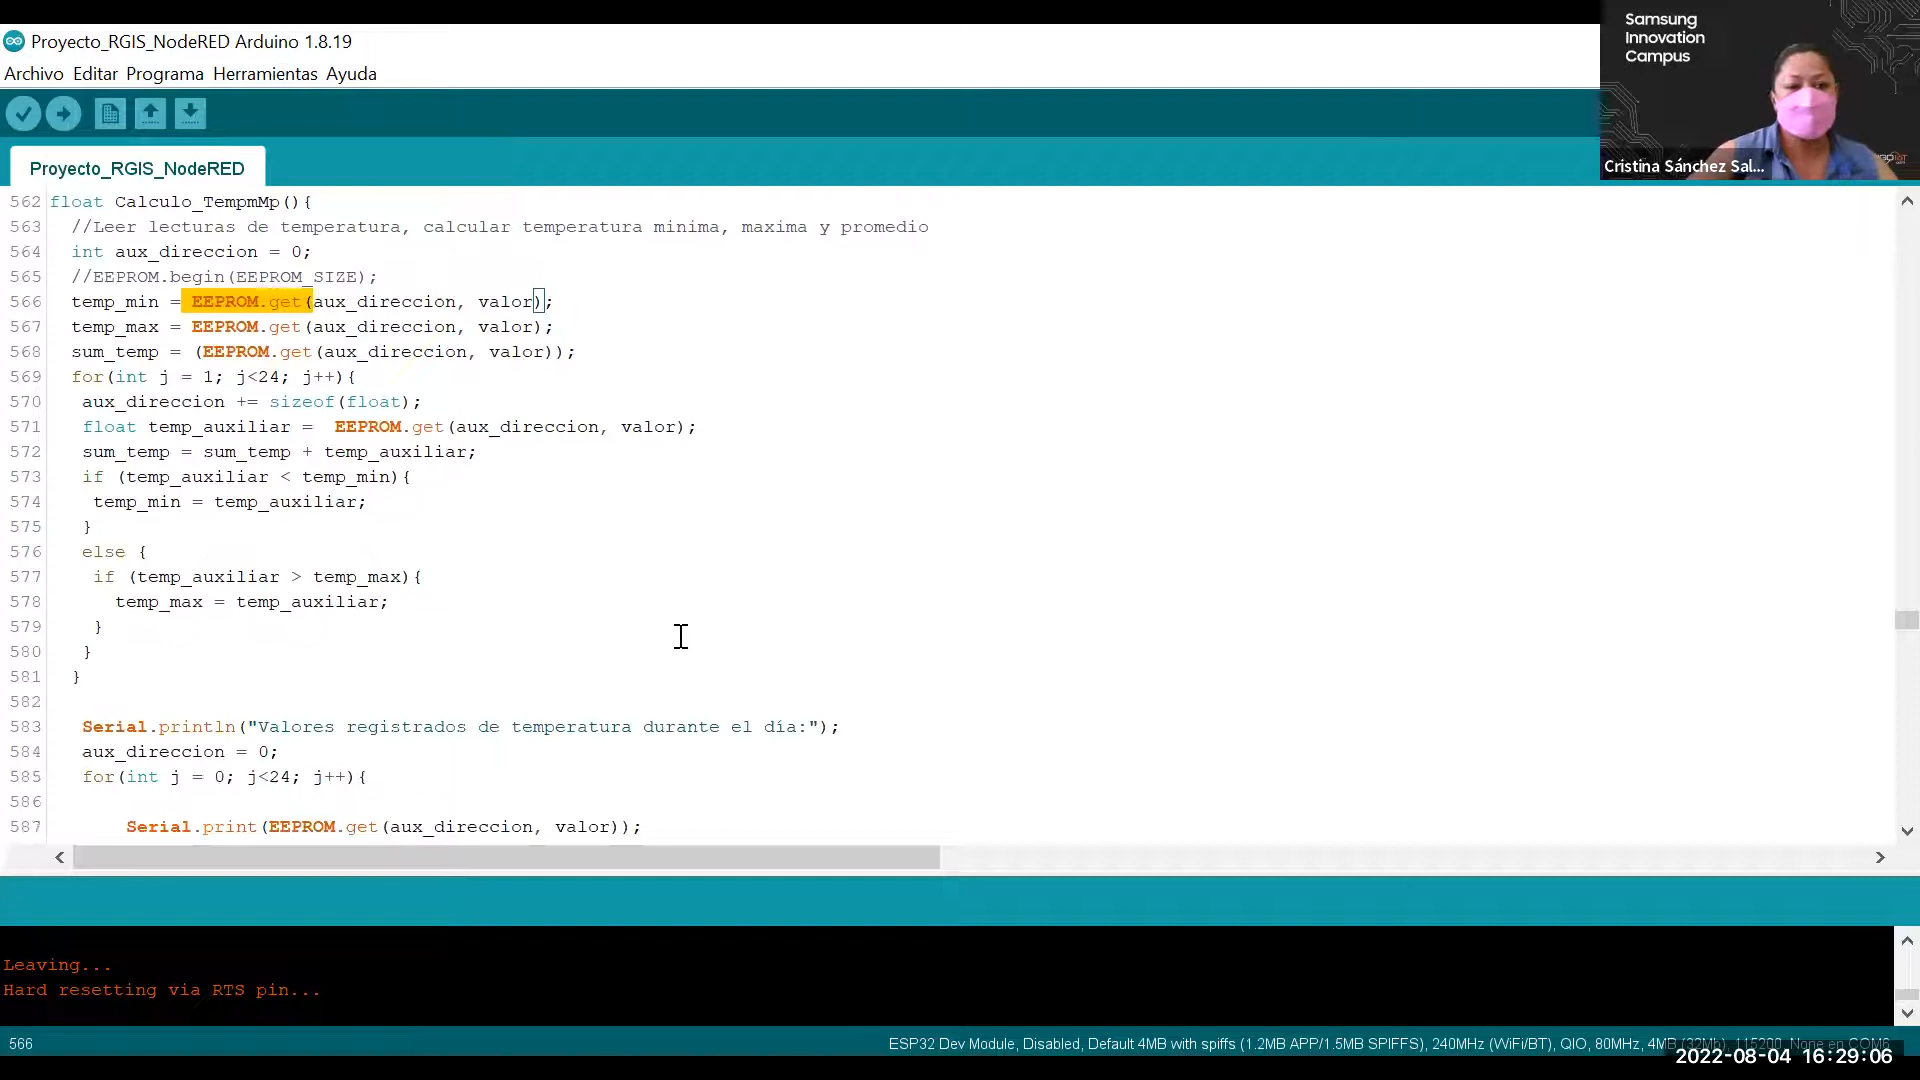 Proyecto_RGIS_NodeRED Arduino 1.8.19
Archivo Editar Programa Herramientas Ayuda
Samsung
Innovation
Campus
Cristina Sánchez Sal...
Proyecto_RGIS_NodeRED
562 float Calculo_TempmMp(){
563 //Leer lecturas de temperatura, calcular temperatura minima, maxima y promedio
564 int aux_direccion = 0;
565 //EEPROM.begin(EEPROM_SIZE);
566 temp_min = EEPROM.get(aux_direccion, valor);
567 temp_max = EEPROM.get(aux_direccion, valor);
568 sum_temp = (EEPROM.get(aux_direccion, valor));
569 for(int j = 1; j<24; j++){
570 aux_direccion += sizeof(float);
571 float temp_auxiliar = EEPROM.get(aux_direccion, valor);
572 sum_temp = sum_temp + temp_auxiliar;
573 if (temp_auxiliar < temp_min){
574 temp_min = temp_auxiliar;
575 }
576 else {
577 if (temp_auxiliar > temp_max){
578 temp_max = temp_auxiliar;
579 }
580 }
581 }
582
583 Serial.println("Valores registrados de temperatura durante el día:");
584 aux_direccion = 0;
585 for(int j = 0; j<24; j++){
586
587 Serial.print(EEPROM.get(aux_direccion, valor));
Leaving...
Hard resetting via RTS pin...
566
ESP32 Dev Module, Disabled, Default 4MB with spiffs (1.2MB APP/1.5MB SPIFFS), 240MHz (WiFi/BT), QIO, 80MHz, 4MB (32Mb), 115200, None en COM6
2022-08-04 16:29:06